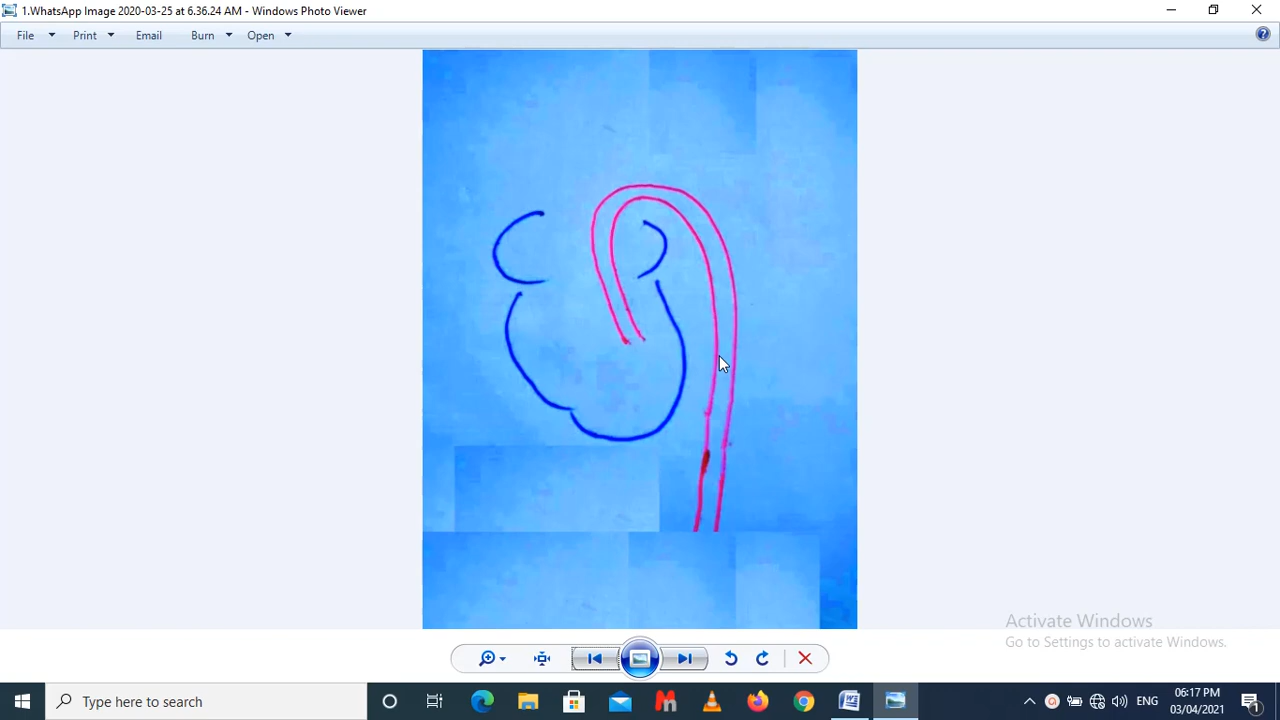 1.WhatsApp Image 2020-03-25 at 6.36.24 AM - Windows Photo Viewer
File Print Email Burn Open
Activate Windows
Go to Settings to activate Windows.
Type here to search
ENG
06:17 PM
03/04/2021
1